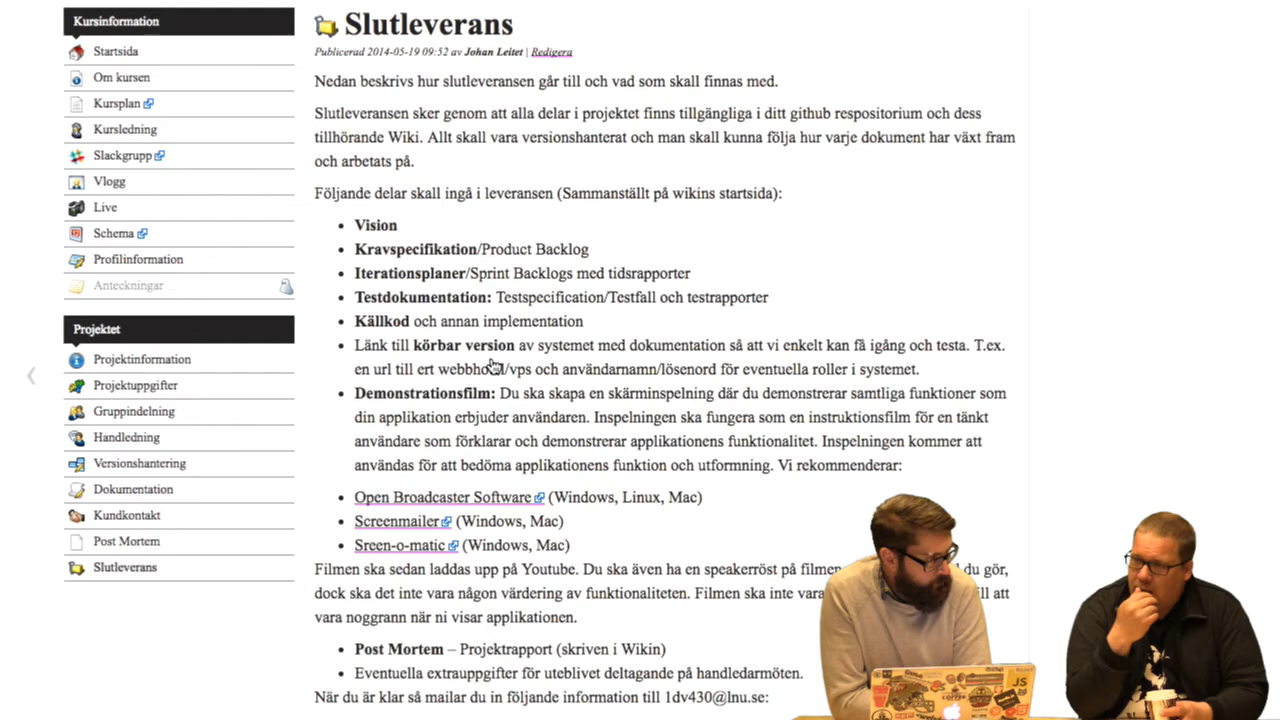 Kursinformation
Startsida
Om kursen
Kursplan
Kursledning
Slackgrupp
Vlogg
Live
Schema
Profilinformation
Anteckningar
Projektet
Projektinformation
Projektuppgifter
Gruppindelning
Handledning
Versionshantering
Dokumentation
Kundkontakt
Post Mortem
Slutleverans
Slutleverans
Publicerad 2014-05-19 09:52 av Johan Leitet | Redigera
Nedan beskrivs hur slutleveransen går till och vad som skall finnas med.
Slutleveransen sker genom att alla delar i projektet finns tillgängliga i ditt github respositorium och dess
tillhörande Wiki. Allt skall vara versionshanterat och man skall kunna följa hur varje dokument har växt fram
och arbetats på.
Följande delar skall ingå i leveransen (Sammanställt på wikins startsida):
• Vision
• Kravspecifikation/Product Backlog
• Iterationsplaner/Sprint Backlogs med tidsrapporter
• Testdokumentation: Testspecification/Testfall och testrapporter
• Källkod och annan implementation
• Länk till körbar version av systemet med dokumentation så att vi enkelt kan få igång och testa. T.ex.
en url till ert /vps och användarnamn/lösenord för eventuella roller i systemet.
• Demonstrationsfilm: Du ska skapa en skärminspelning där du demonstrerar samtliga funktioner som
din applikation erbjuder användaren. Inspelningen ska fungera som en instruktionsfilm för en tänkt
användare som förklarar och demonstrerar applikationens funktionalitet. Inspelningen kommer att
användas för att bedöma applikationens funktion och utformning. Vi rekommenderar:
• Open Broadcaster Software (Windows, Linux, Mac)
• Screenmailer (Windows, Mac)
• Sreen-o-matic (Windows, Mac)
Filmen ska sedan laddas upp på Youtube. Du ska även ha en speakerröst på filmen du gör,
dock ska det inte vara någon värdering av funktionaliteten. Filmen ska inte vara att
vara noggrann när ni visar applikationen.
• Post Mortem – Projektrapport (skriven i Wikin)
• Eventuella extrauppgifter för uteblivet deltagande på handledarmöten.
När du är klar så mailar du in följande information till 1dv430@lnu.se:
JS